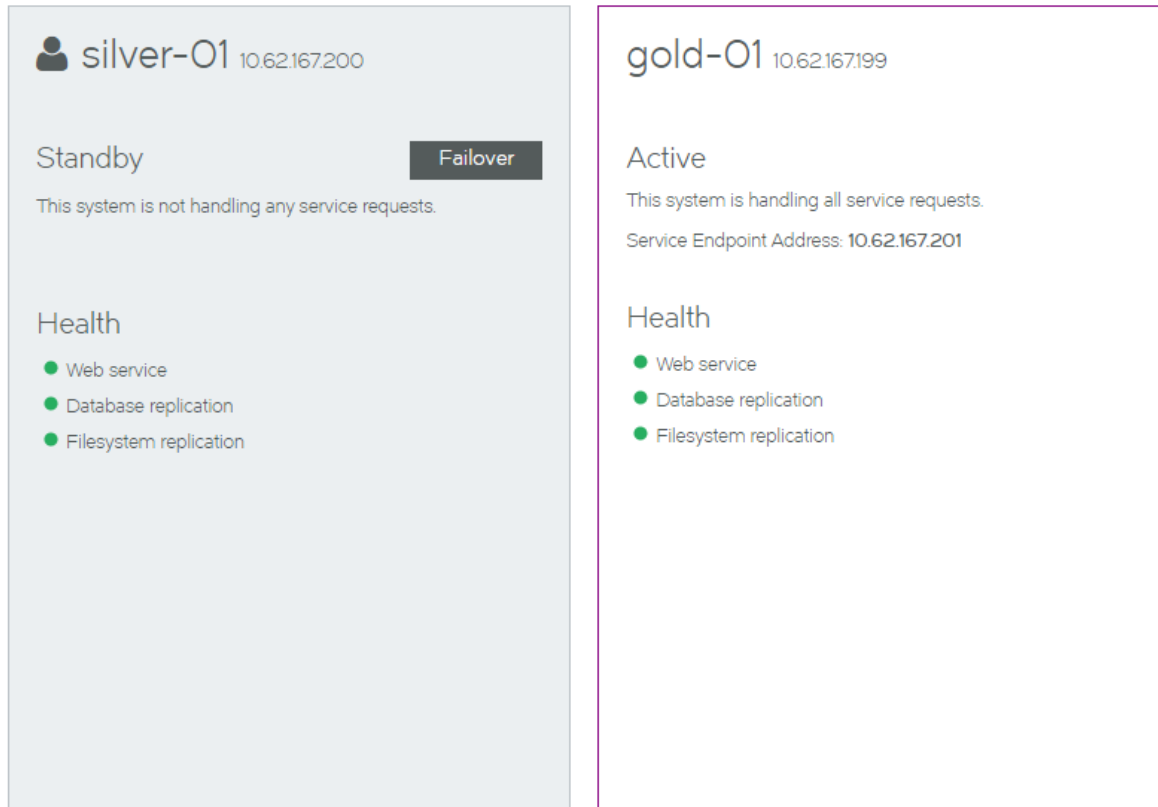 silver-01 10.62.167.200
Standby
Failover
This system is not handling any service requests.
Health
Web service
Database replication
Filesystem replication
gold-01 10.62.167.199
Active
This system is handling all service requests.
Service Endpoint Address: 10.62.167.201
Health
Web service
Database replication
Filesystem replication